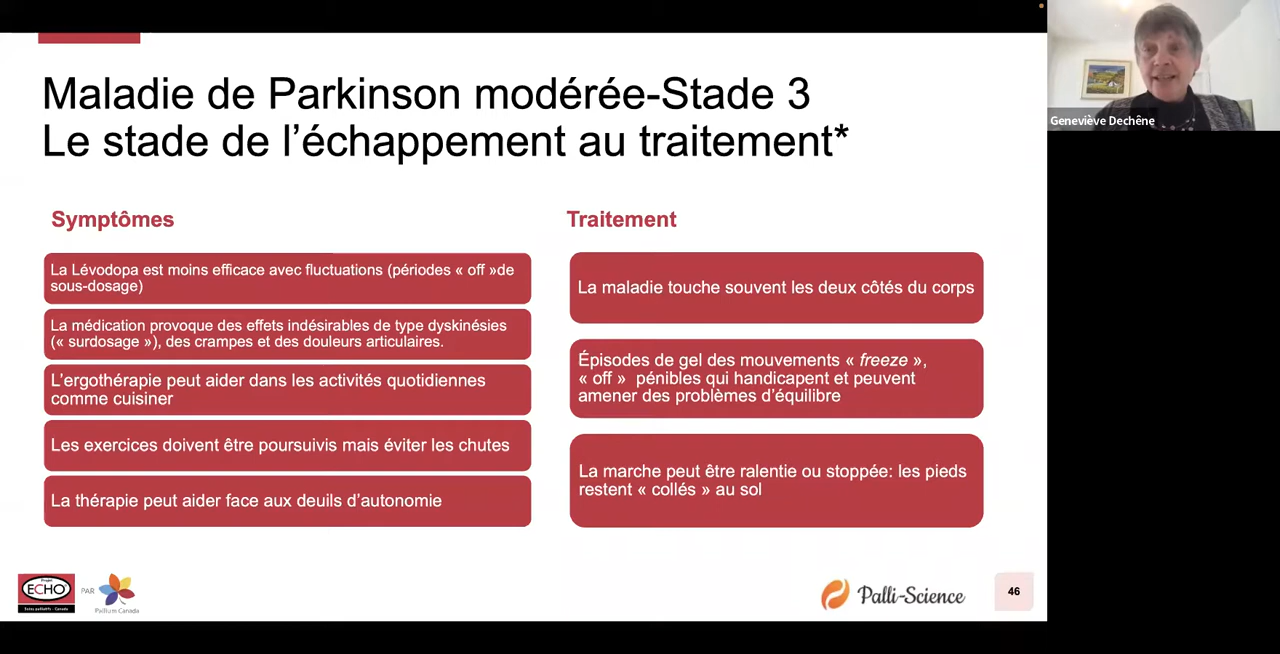 Maladie de Parkinson modérée-Stade 3
Le stade de l'échappement au traitement*
Symptômes
La Lévodopa est moins efficace avec fluctuations (périodes « off »de
sous-dosage)
La médication provoque des effets indésirables de type dyskinésies
(« surdosage »), des crampes et des douleurs articulaires.
L'ergothérapie peut aider dans les activités quotidiennes
comme cuisiner
Les exercices doivent être poursuivis mais éviter les chutes
La thérapie peut aider face aux deuils d'autonomie
Traitement
La maladie touche souvent les deux côtés du corps
Épisodes de gel des mouvements « freeze »,
« off »  pénibles qui handicapent et peuvent
amener des problèmes d'équilibre
La marche peut être ralentie ou stoppée: les pieds
restent « collés » au sol
Projet
ECHO
Soins palliatifs · Canada
PAR
Pallium Canada
Palli-Science
46
Geneviève Dechêne